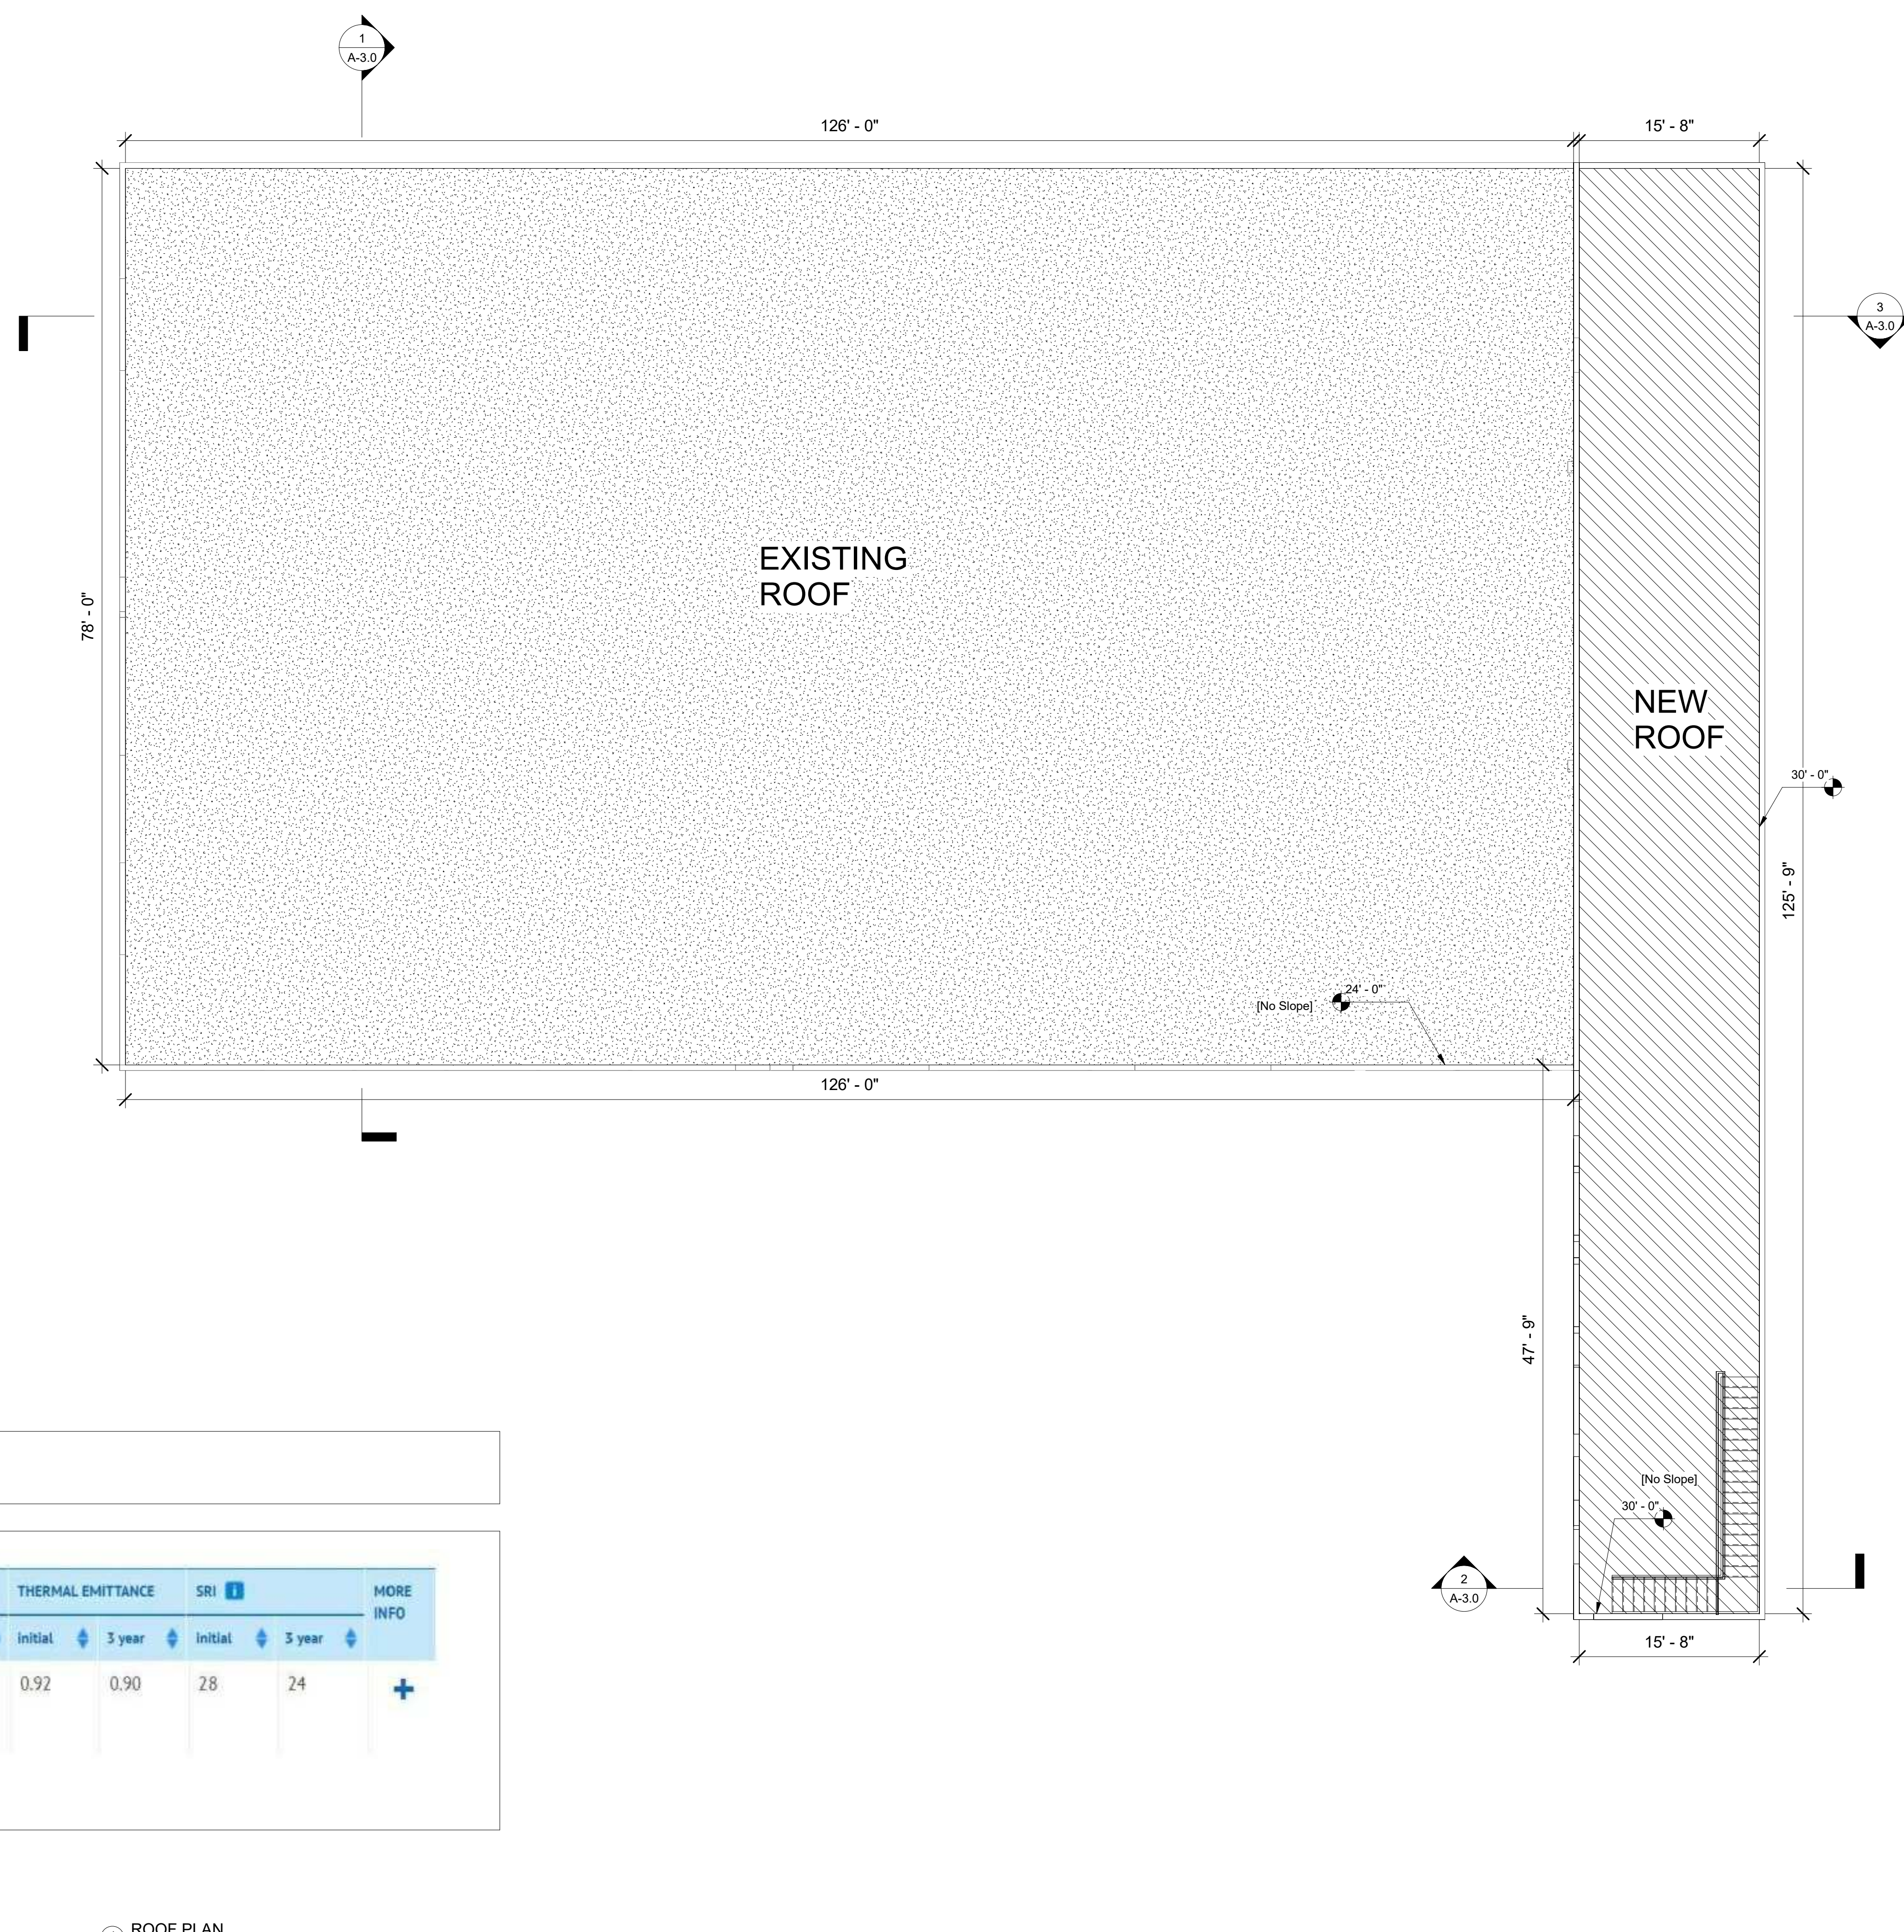 1
A-3.0
126' - 0"
15' - 8"
3
A-3.0
EXISTING
ROOF
78' - 0"
NEW
ROOF
30' - 0"
125' - 9"
24' - 0"
[No Slope]
126' - 0"
47' - 9"
[No Slope]
30' - 0"
2
A-3.0
15' - 8"
THERMAL EMITTANCE SRI i MORE
INFO
initial 3 year initial 3 year
0.92 0.90 28 24 +
ROOF PLAN